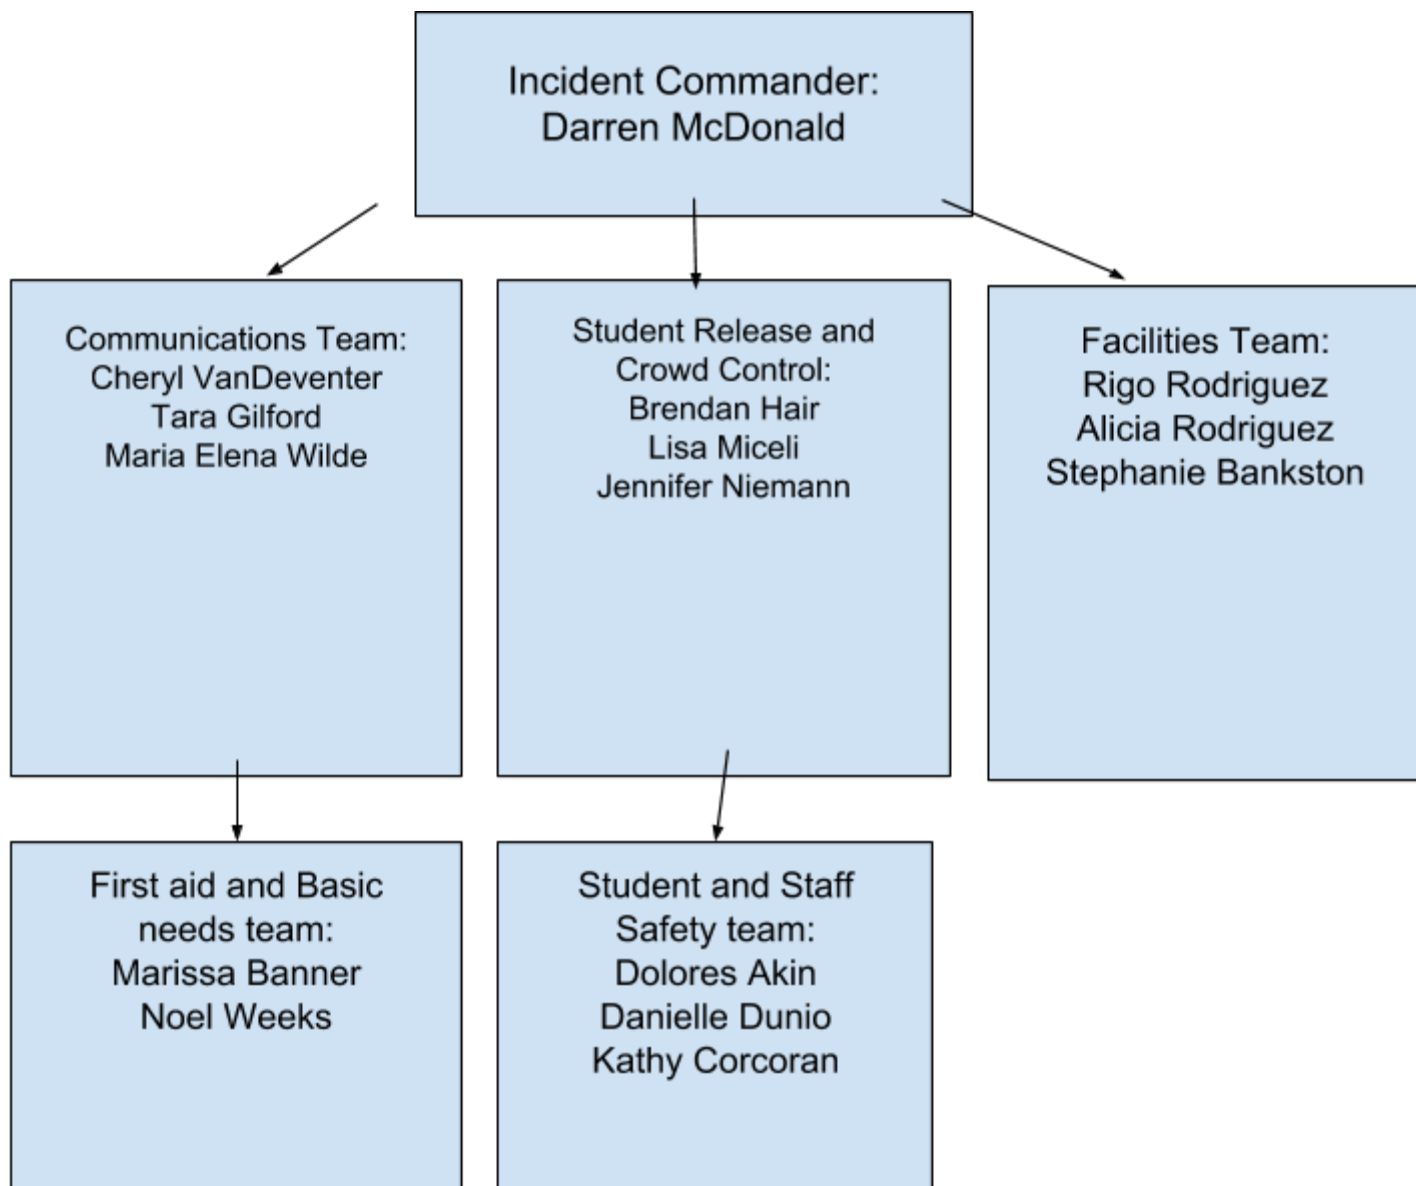 Incident Commander:
Darren McDonald
Communications Team:
Cheryl VanDeventer
Tara Gilford
Maria Elena Wilde
Student Release and
Crowd Control:
Brendan Hair
Lisa Miceli
Jennifer Niemann
Facilities Team:
Rigo Rodriguez
Alicia Rodriguez
Stephanie Bankston
First aid and Basic
needs team:
Marissa Banner
Noel Weeks
Student and Staff
Safety team:
Dolores Akin
Danielle Dunio
Kathy Corcoran